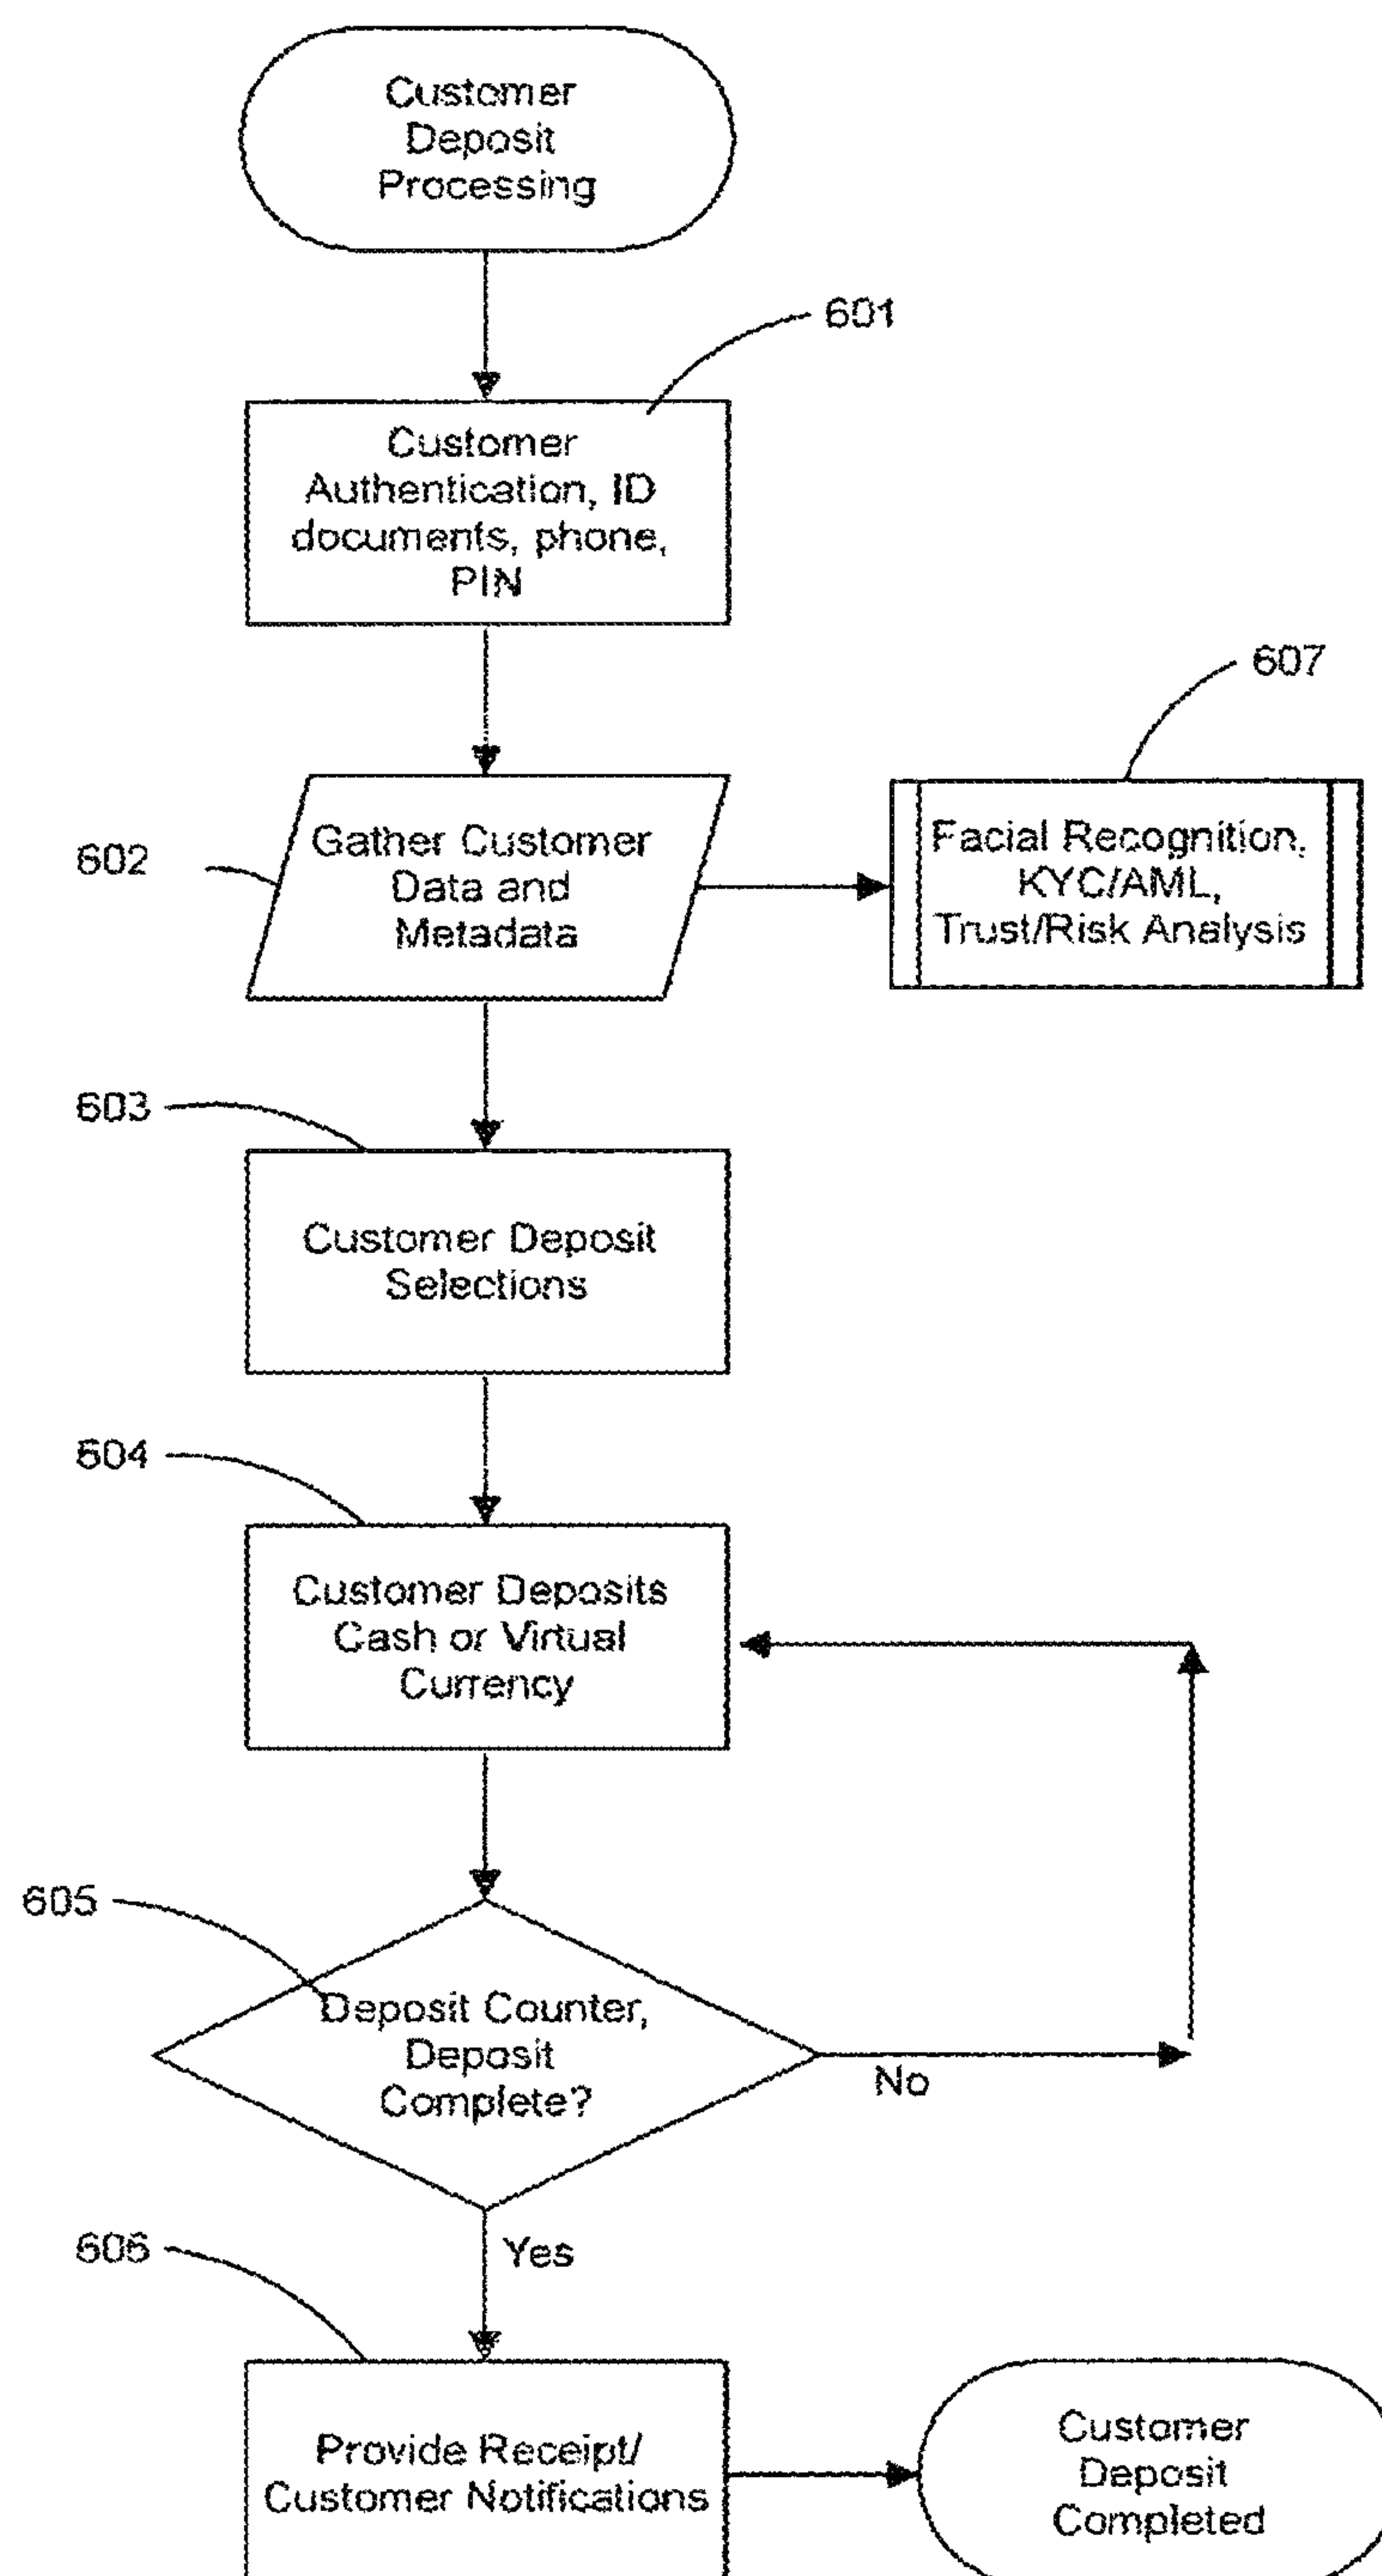 Customer
Deposit
Processing
601
Customer
Authentication, ID
documents, phone,
PIN
607
602
Gather Customer
Data and
Metadata
Facial Recognition,
KYC/AML,
Trust/Risk Analysis
603
Customer Deposit
Selections
604
Customer Deposits
Cash or Virtual
Currency
605
Deposit Counter,
Deposit
Complete?
No
606
Yes
Provide Receipt/
Customer Notifications
Customer
Deposit
Completed